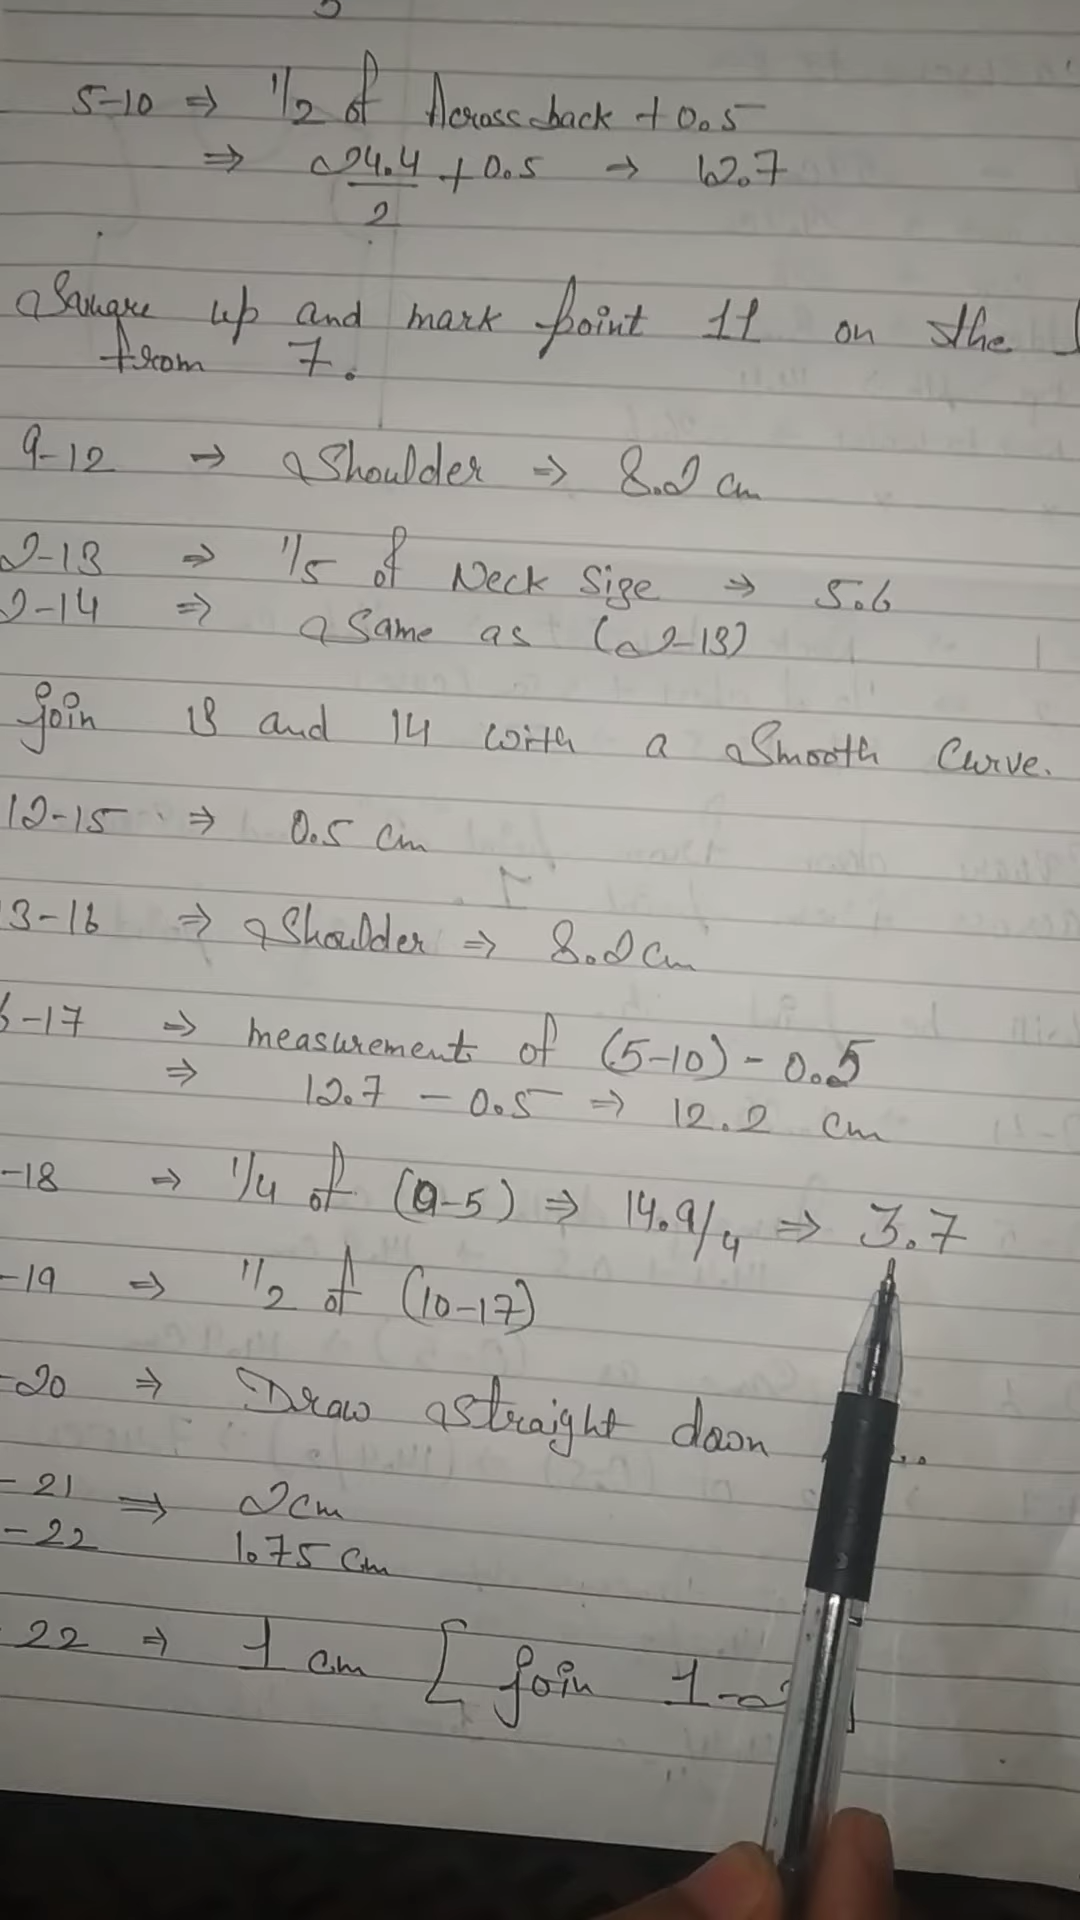 5-10 ⇒ 1/2 of Across back + 0.5
⇒ 24.4/2 + 0.5 → 12.7
Square up and mark point 11 on the
from 7.
9-12 → Shoulder ⇒ 8.2 cm
2-13 ⇒ 1/5 of Neck Size ⇒ 5.6
2-14 ⇒ Same as (2-13)
Join 13 and 14 with a Smooth Curve.
12-15 ⇒ 0.5 cm
3-16 ⇒ Shoulder ⇒ 8.2 cm
-17 ⇒ measurement of (5-10) - 0.5
⇒ 12.7 - 0.5 ⇒ 12.2 cm
-18 ⇒ 1/4 of (9-5) ⇒ 14.9/4 ⇒ 3.7
-19 ⇒ 1/2 of (10-17)
-20 ⇒ Draw straight down
-21 ⇒ 2cm
-22 1.75 cm
22 ⇒ 1 cm [Join 1-